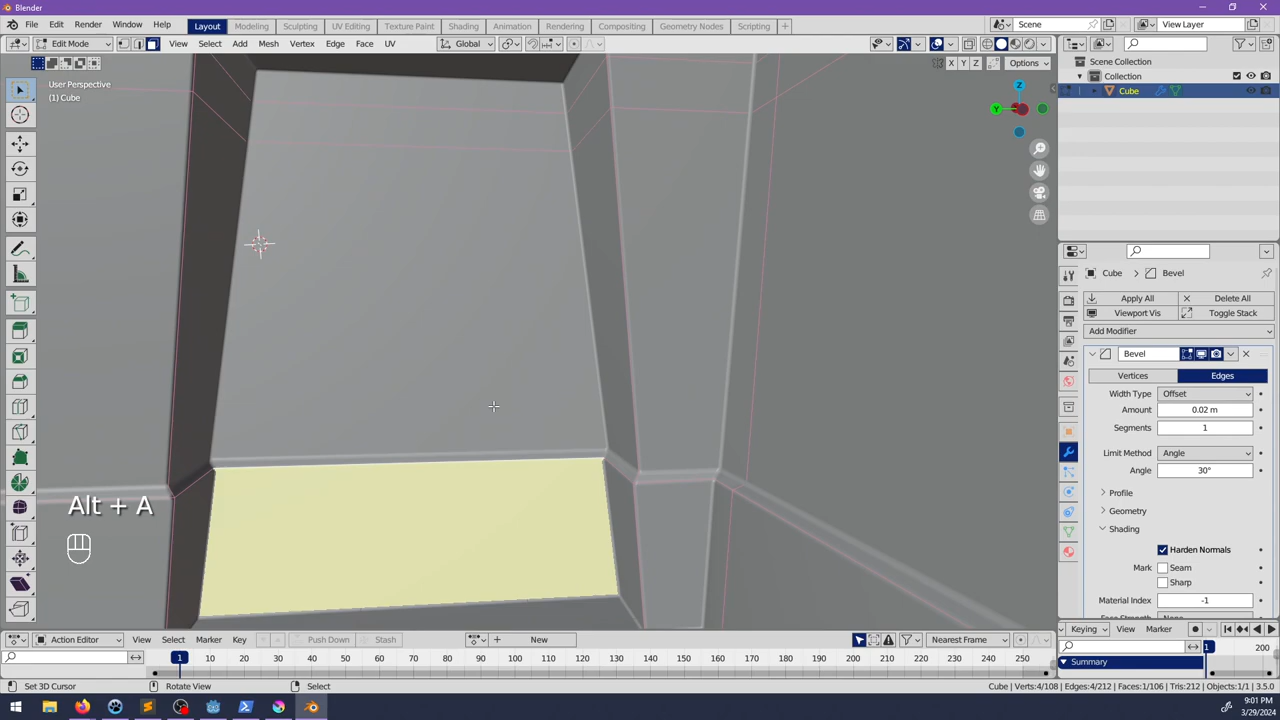 Blender
File Edit Render Window Help Layout Modeling Sculpting UV Editing Texture Paint Shading Animation Rendering Compositing Geometry Nodes Scripting + Scene View Layer
Edit Mode View Select Add Mesh Vertex Edge Face UV Global
X Y Z Options
User Perspective
(1) Cube
Z
Y
Scene Collection
Collection
Cube
Cube Bevel
Apply All Delete All
Viewport Vis Toggle Stack
Add Modifier
Bevel
Vertices Edges
Width Type Offset
Amount 0.02 m
Segments 1
Limit Method Angle
Angle 30°
Profile
Geometry
Shading
Harden Normals
Mark Seam
Sharp
Material Index -1
Alt + A
Action Editor View Select Marker Key Push Down Stash New Nearest Frame Keying View Marker
1 10 20 30 40 50 60 70 80 90 100 110 120 130 140 150 160 170 180 190 200 210 220 230 240 250 1 200
Summary
Set 3D Cursor Rotate View Select Cube | Verts:4/108 | Edges:4/212 | Faces:1/106 | Tris:212 | Objects:1/1 | 3.5.0
9:01 PM
3/29/2024